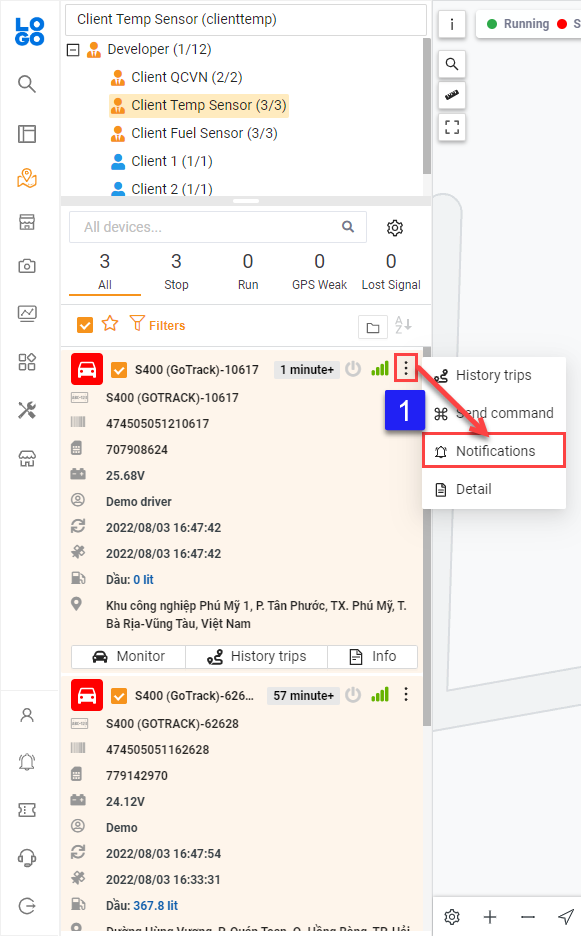 LO
GO
Client Temp Sensor (clienttemp)
Developer (1/12)
Client QCVN (2/2)
Client Temp Sensor (3/3)
Client Fuel Sensor (3/3)
Client 1 (1/1)
Client 2 (1/1)
i
Running
S
All devices...
3 3 0 0 0
All Stop Run GPS Weak Lost Signal
Filters
S400 (GoTrack)-10617 1 minute+
S400 (GOTRACK)-10617
474505051210617
707908624
25.68V
Demo driver
2022/08/03 16:47:42
2022/08/03 16:47:42
Dầu: 0 lit
Khu công nghiệp Phú Mỹ 1, P. Tân Phước, TX. Phú Mỹ, T.
Bà Rịa-Vũng Tàu, Việt Nam
Monitor History trips Info
1
History trips
Send command
Notifications
Detail
S400 (GoTrack)-626... 57 minute+
S400 (GOTRACK)-62628
474505051162628
779142970
24.12V
Demo
2022/08/03 16:47:54
2022/08/03 16:33:31
Dầu: 367.8 lit